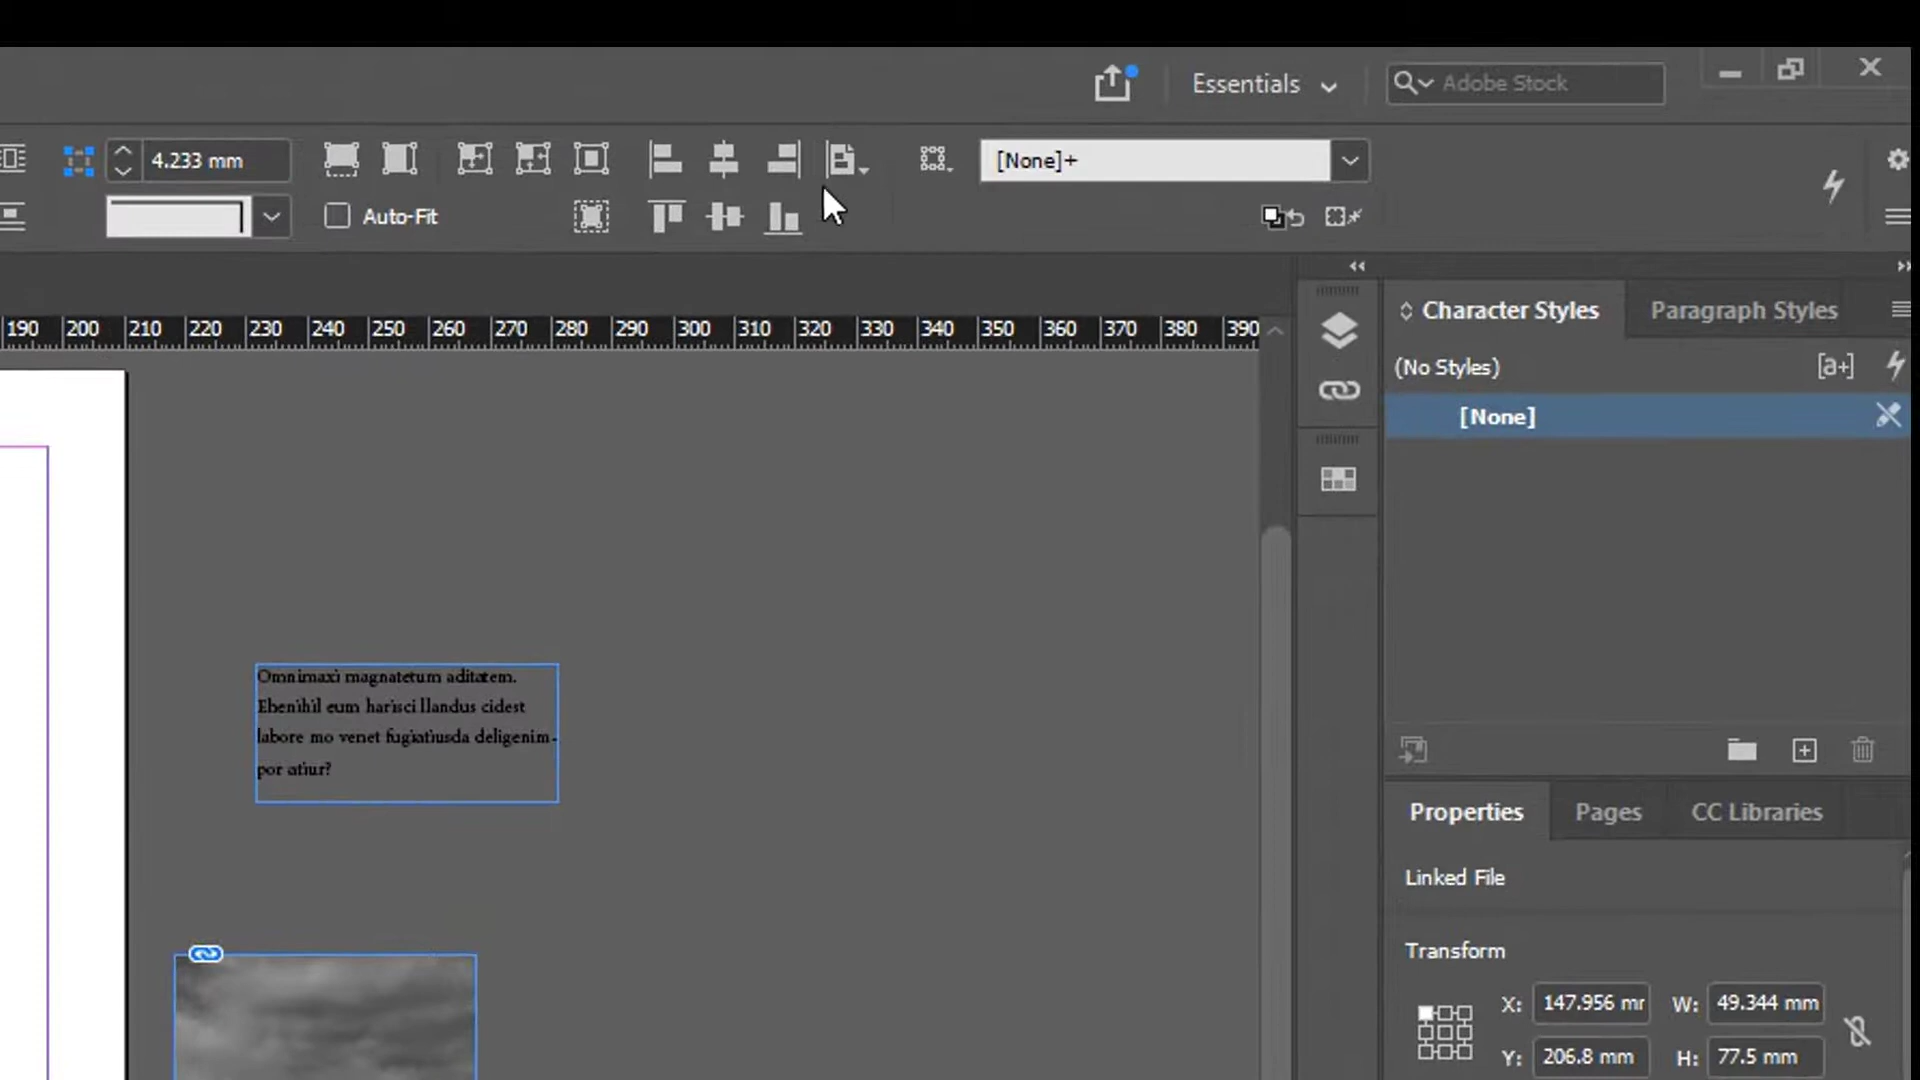 Essentials
Adobe Stock
4.233 mm
[None]+
Auto-Fit
190 200 210 220 230 240 250 260 270 280 290 300 310 320 330 340 350 360 370 380 390
Character Styles
Paragraph Styles
(No Styles)
[a+]
[None]
Omnimaxi magnatetum aditatem.
Ebenihil eum harisci llandus cidest
labore mo venet fugiatiusda deligenim-
por atiur?
Properties
Pages
CC Libraries
Linked File
Transform
X: 147.956 mr W: 49.344 mm
Y: 206.8 mm H: 77.5 mm